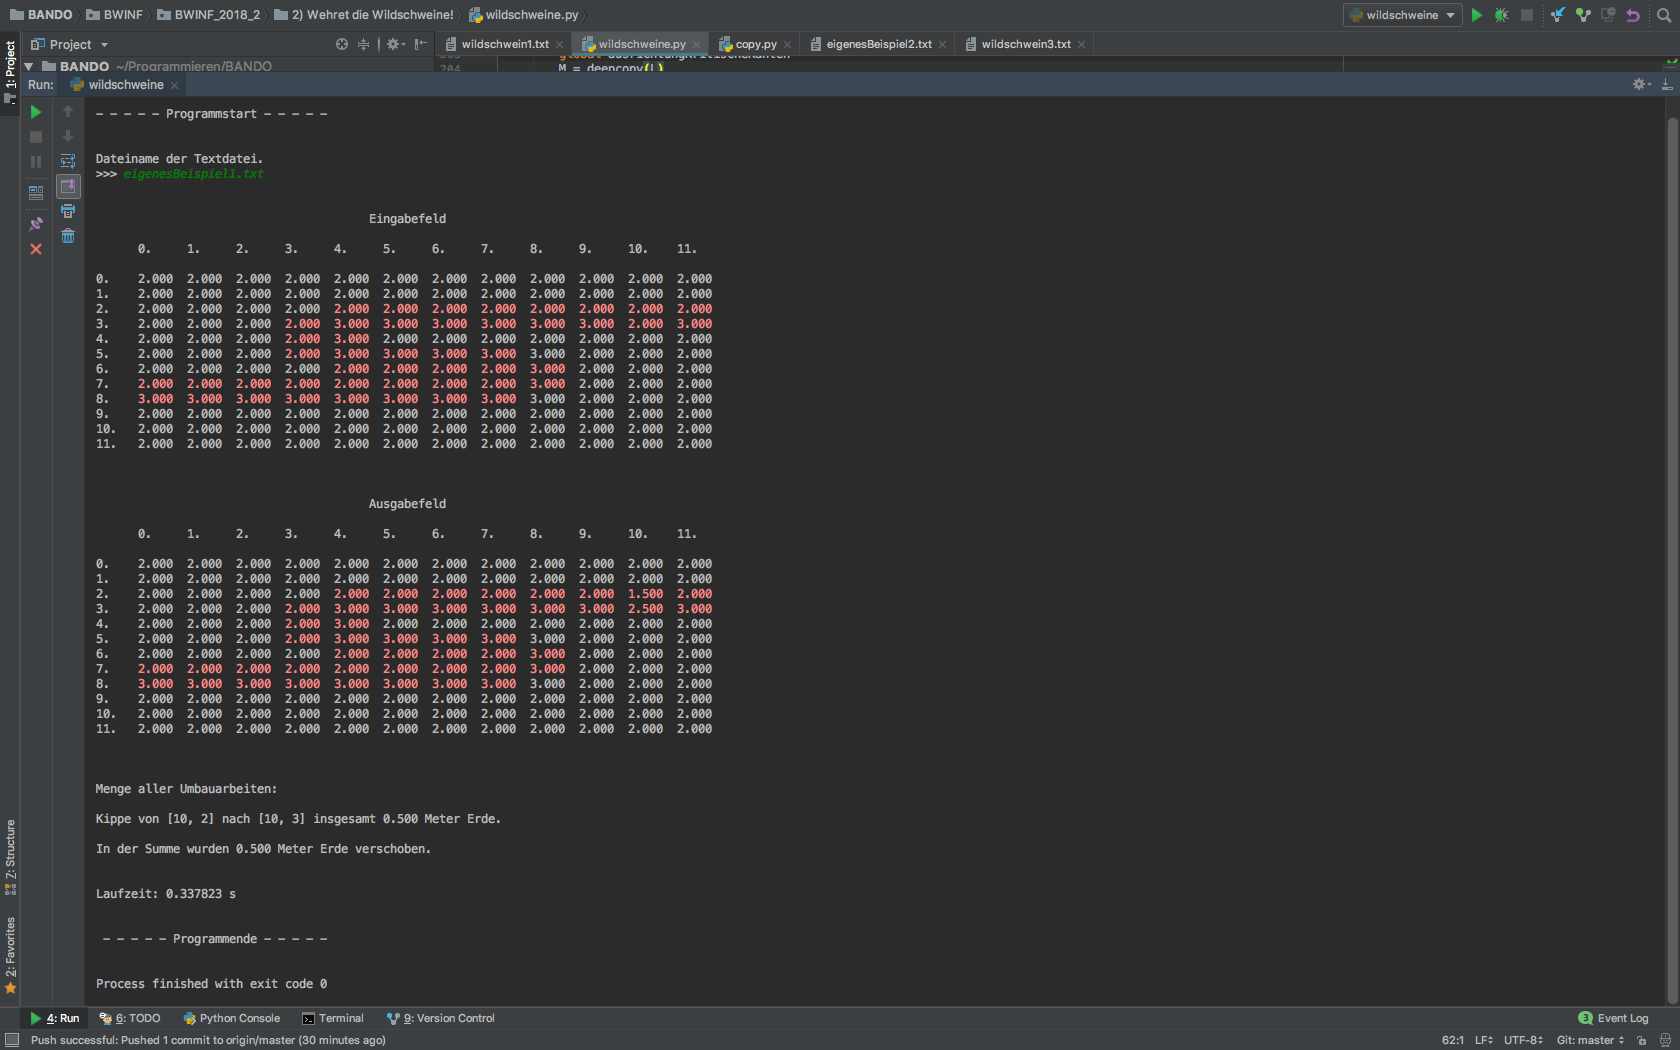 BANDO BWINF BWINF_2018_2 2) Wehret die Wildschweine! wildschweine.py wildschweine
Project wildschwein1.txt wildschweine.py copy.py eigenesBeispiel2.txt wildschwein3.txt
BANDO ~/Programmieren/BANDO
204 M = deepcopy(L)
Run: wildschweine
1: Project
7: Structure
2: Favorites
- - - - - Programmstart - - - - -
Dateiname der Textdatei.
>>> eigenesBeispiel1.txt
Eingabefeld
0. 1. 2. 3. 4. 5. 6. 7. 8. 9. 10. 11.
0. 2.000 2.000 2.000 2.000 2.000 2.000 2.000 2.000 2.000 2.000 2.000 2.000
1. 2.000 2.000 2.000 2.000 2.000 2.000 2.000 2.000 2.000 2.000 2.000 2.000
2. 2.000 2.000 2.000 2.000 2.000 2.000 2.000 2.000 2.000 2.000 2.000 2.000
3. 2.000 2.000 2.000 2.000 3.000 3.000 3.000 3.000 3.000 3.000 2.000 3.000
4. 2.000 2.000 2.000 2.000 3.000 2.000 2.000 2.000 2.000 2.000 2.000 2.000
5. 2.000 2.000 2.000 2.000 3.000 3.000 3.000 3.000 3.000 2.000 2.000 2.000
6. 2.000 2.000 2.000 2.000 2.000 2.000 2.000 2.000 3.000 2.000 2.000 2.000
7. 2.000 2.000 2.000 2.000 2.000 2.000 2.000 2.000 3.000 2.000 2.000 2.000
8. 3.000 3.000 3.000 3.000 3.000 3.000 3.000 3.000 3.000 2.000 2.000 2.000
9. 2.000 2.000 2.000 2.000 2.000 2.000 2.000 2.000 2.000 2.000 2.000 2.000
10. 2.000 2.000 2.000 2.000 2.000 2.000 2.000 2.000 2.000 2.000 2.000 2.000
11. 2.000 2.000 2.000 2.000 2.000 2.000 2.000 2.000 2.000 2.000 2.000 2.000
Ausgabefeld
0. 1. 2. 3. 4. 5. 6. 7. 8. 9. 10. 11.
0. 2.000 2.000 2.000 2.000 2.000 2.000 2.000 2.000 2.000 2.000 2.000 2.000
1. 2.000 2.000 2.000 2.000 2.000 2.000 2.000 2.000 2.000 2.000 2.000 2.000
2. 2.000 2.000 2.000 2.000 2.000 2.000 2.000 2.000 2.000 2.000 1.500 2.000
3. 2.000 2.000 2.000 2.000 3.000 3.000 3.000 3.000 3.000 3.000 2.500 3.000
4. 2.000 2.000 2.000 2.000 3.000 2.000 2.000 2.000 2.000 2.000 2.000 2.000
5. 2.000 2.000 2.000 2.000 3.000 3.000 3.000 3.000 3.000 2.000 2.000 2.000
6. 2.000 2.000 2.000 2.000 2.000 2.000 2.000 2.000 3.000 2.000 2.000 2.000
7. 2.000 2.000 2.000 2.000 2.000 2.000 2.000 2.000 3.000 2.000 2.000 2.000
8. 3.000 3.000 3.000 3.000 3.000 3.000 3.000 3.000 3.000 2.000 2.000 2.000
9. 2.000 2.000 2.000 2.000 2.000 2.000 2.000 2.000 2.000 2.000 2.000 2.000
10. 2.000 2.000 2.000 2.000 2.000 2.000 2.000 2.000 2.000 2.000 2.000 2.000
11. 2.000 2.000 2.000 2.000 2.000 2.000 2.000 2.000 2.000 2.000 2.000 2.000
Menge aller Umbauarbeiten:
Kippe von [10, 2] nach [10, 3] insgesamt 0.500 Meter Erde.
In der Summe wurden 0.500 Meter Erde verschoben.
Laufzeit: 0.337823 s
- - - - - Programmende - - - - -
Process finished with exit code 0
4: Run 6: TODO Python Console Terminal 9: Version Control 3 Event Log
Push successful: Pushed 1 commit to origin/master (30 minutes ago) 62:1 LF UTF-8 Git: master